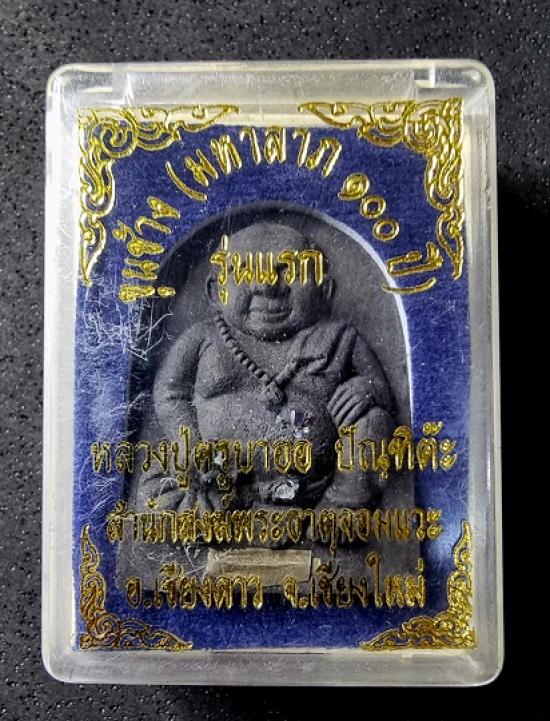 ขุนช้าง (มหาลาภ ๑๐๐ ปี)
รุ่นแรก
หลวงปู่ครูบาออ ปัณฑิต๊ะ
สำนักสงฆ์พระธาตุจอมแวะ
อ.เชียงดาว จ.เชียงใหม่